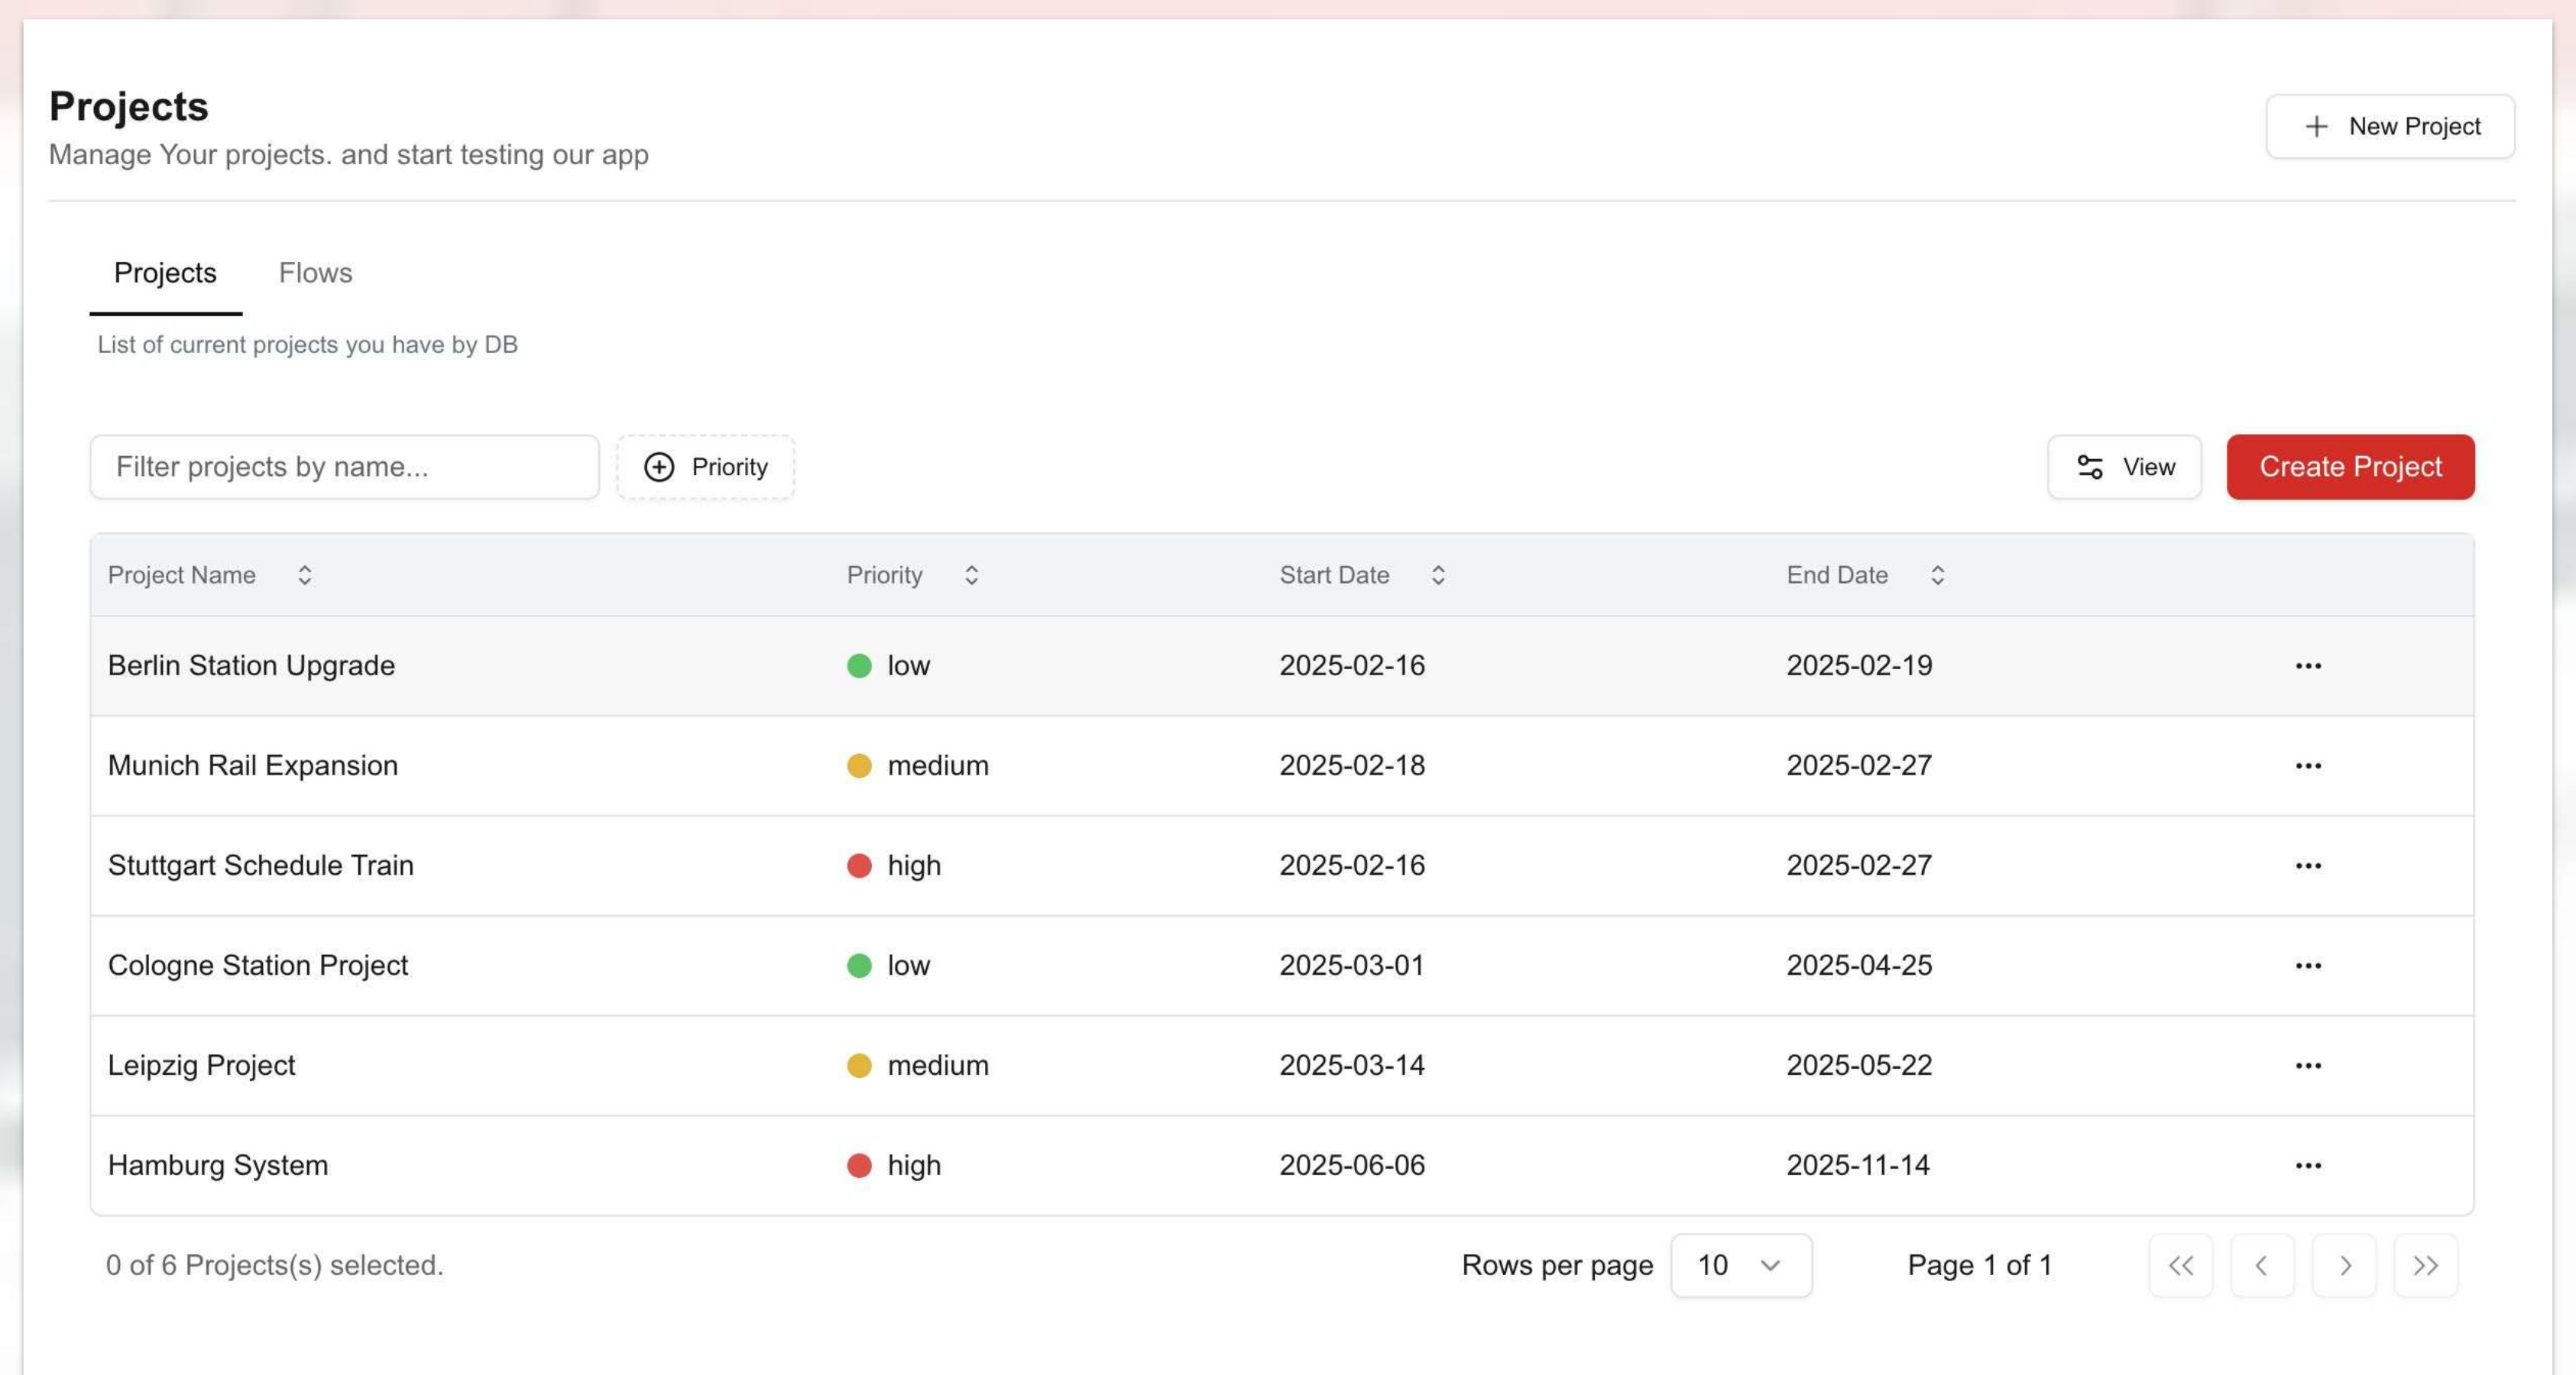 Projects
Manage Your projects. and start testing our app
New Project
Projects Flows
List of current projects you have by DB
Filter projects by name... Priority View Create Project
Project Name Priority Start Date End Date
Berlin Station Upgrade low 2025-02-16 2025-02-19
Munich Rail Expansion medium 2025-02-18 2025-02-27
Stuttgart Schedule Train high 2025-02-16 2025-02-27
Cologne Station Project low 2025-03-01 2025-04-25
Leipzig Project medium 2025-03-14 2025-05-22
Hamburg System high 2025-06-06 2025-11-14
0 of 6 Projects(s) selected. Rows per page 10 Page 1 of 1